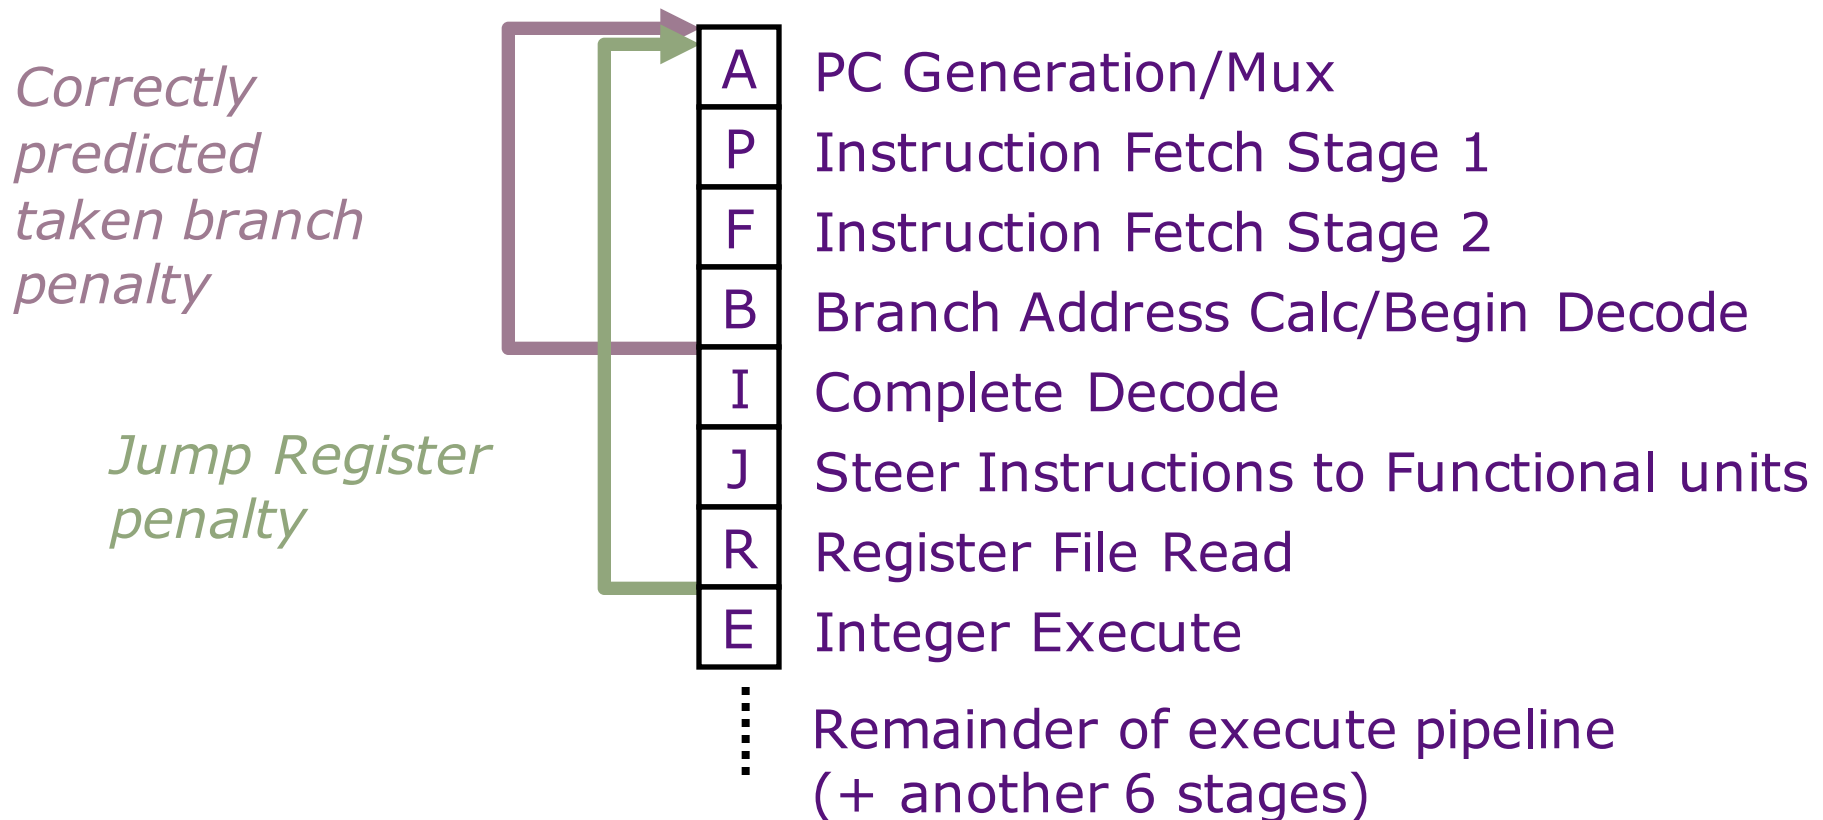 Correctly
predicted
taken branch
penalty
Jump Register
penalty
A PC Generation/Mux
P Instruction Fetch Stage 1
F Instruction Fetch Stage 2
B Branch Address Calc/Begin Decode
I Complete Decode
J Steer Instructions to Functional units
R Register File Read
E Integer Execute
Remainder of execute pipeline
(+ another 6 stages)